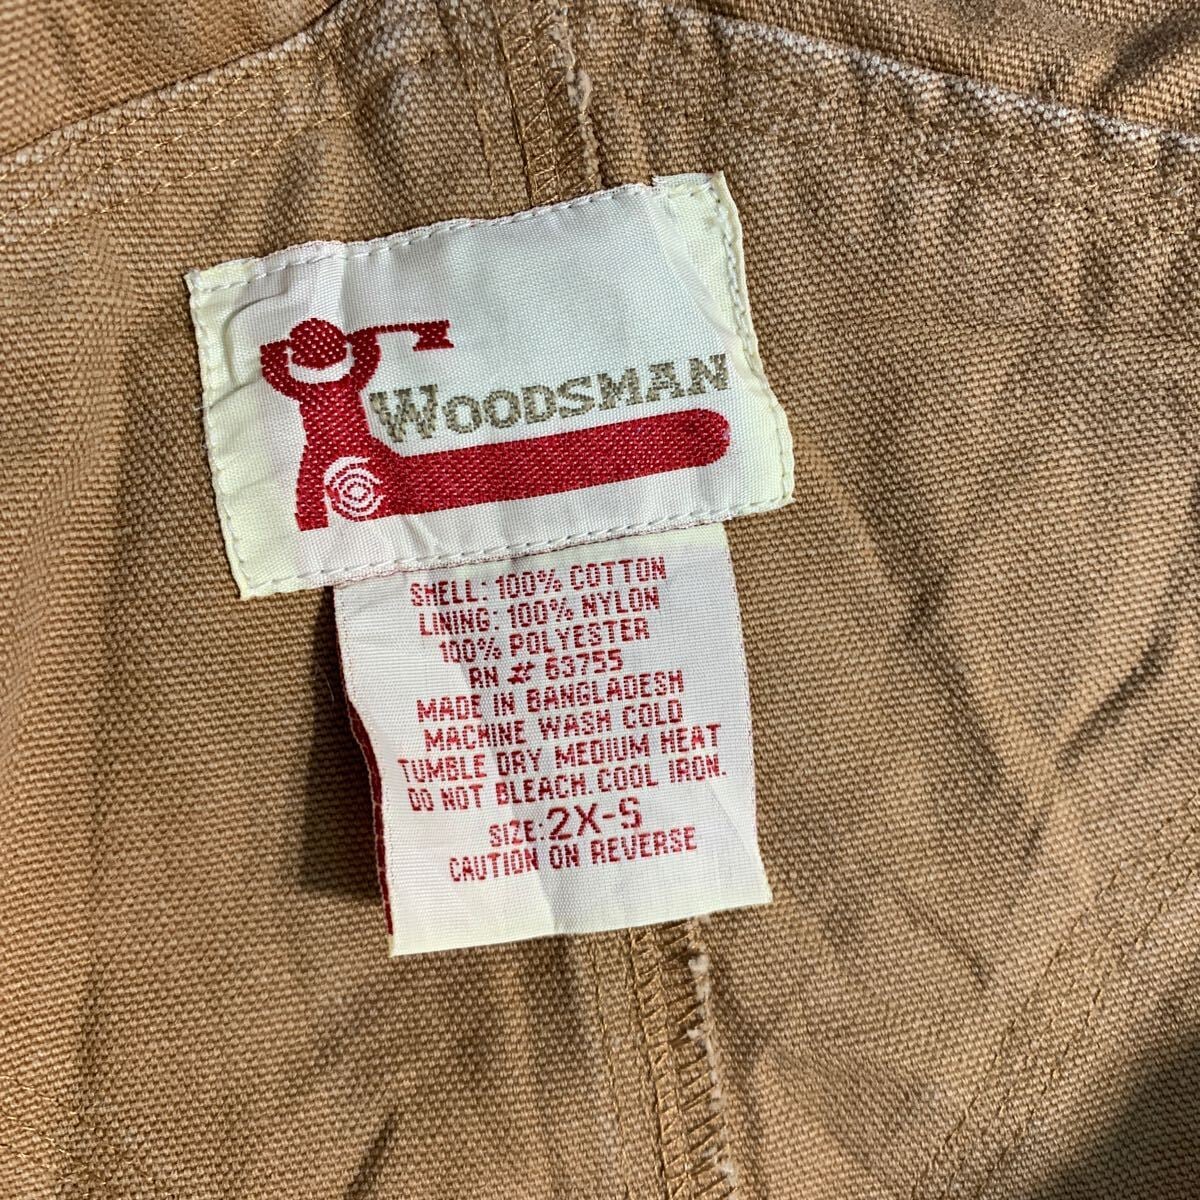 WOODSMAN
SHELL: 100% COTTON
LINING: 100% NYLON
100% POLYESTER
RN # 63755
MADE IN BANGLADESH
MACHINE WASH COLD
TUMBLE DRY MEDIUM HEAT
DO NOT BLEACH. COOL IRON.
SIZE: 2X-S
CAUTION ON REVERSE